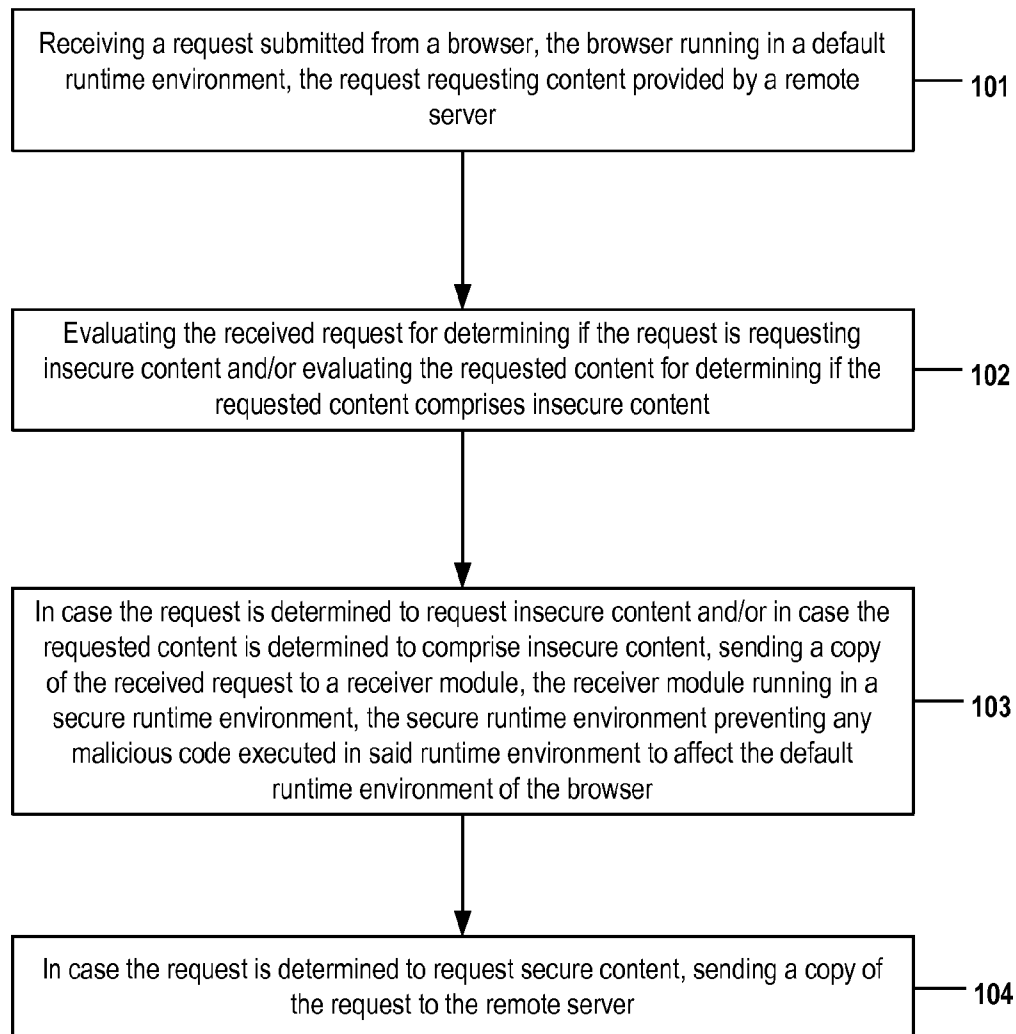 Receiving a request submitted from a browser, the browser running in a default
runtime environment, the request requesting content provided by a remote
server
101
Evaluating the received request for determining if the request is requesting
insecure content and/or evaluating the requested content for determining if the
requested content comprises insecure content
102
In case the request is determined to request insecure content and/or in case the
requested content is determined to comprise insecure content, sending a copy
of the received request to a receiver module, the receiver module running in a
secure runtime environment, the secure runtime environment preventing any
malicious code executed in said runtime environment to affect the default
runtime environment of the browser
103
In case the request is determined to request secure content, sending a copy of
the request to the remote server
104